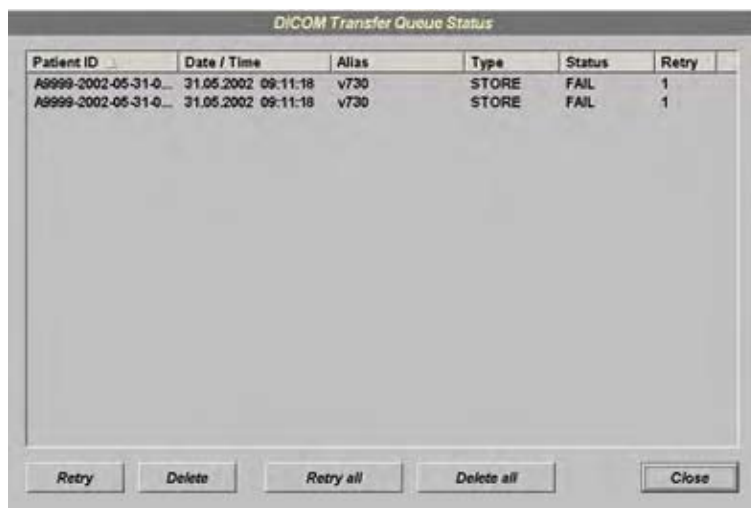 DICOM Transfer Queue Status
Patient ID Date / Time Alias Type Status Retry
A9999-2002-05-31-0... 31.05.2002 09:11:18 v730 STORE FAIL 1
A9999-2002-05-31-0... 31.05.2002 09:11:18 v730 STORE FAIL 1
Retry Delete Retry all Delete all Close